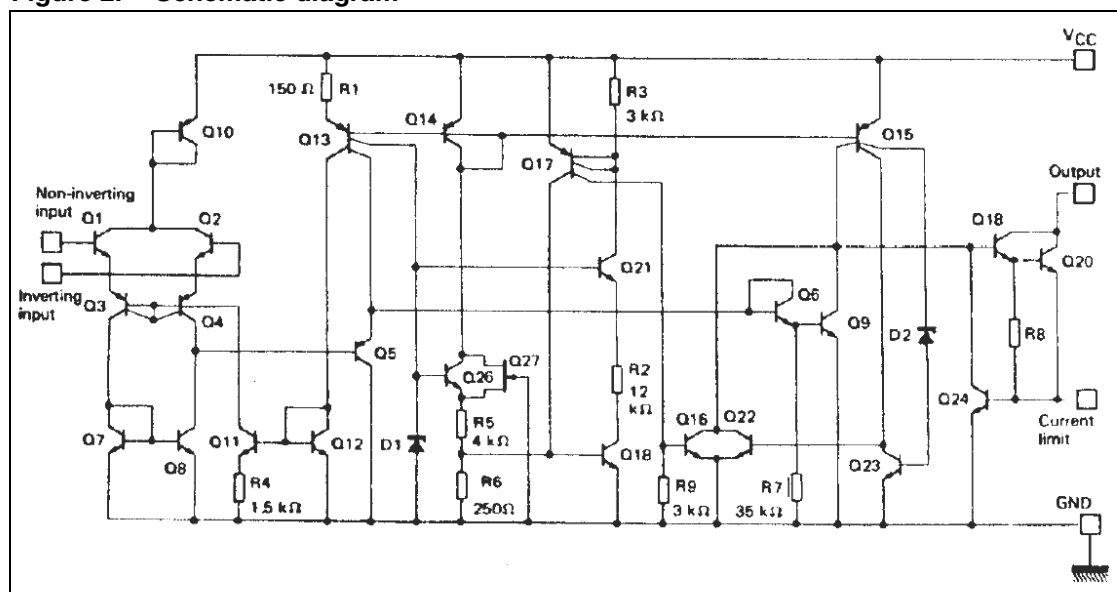 Figure 2. Schematic diagram
VCC
150 Ω R1
R3
3 kΩ
Q10
Q14
Q13
Q15
Q17
Non-inverting
input
Output
Q1
Q2
Q18
Q20
Q21
Inverting
input
Q3
Q4
Q6
Q9
D2
R8
Q5
Q27
Q26
R2
12
kΩ
Q24
Current
limit
R5
4 kΩ
Q16
Q22
Q7
Q8
Q11
Q12
D1
Q18
Q23
R4
1.5 kΩ
R6
250Ω
R9
3 kΩ
R7
35 kΩ
GND